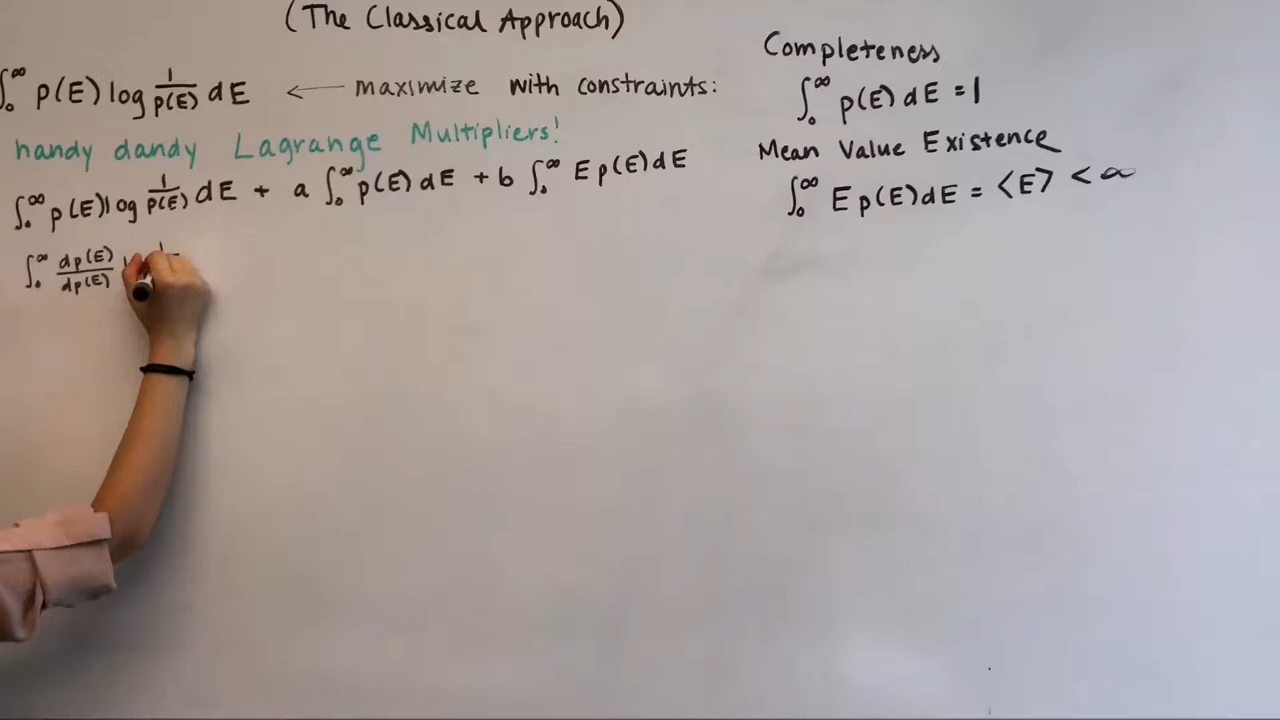 (The Classical Approach)
∫₀^∞ p(E) log 1/p(E) dE ← maximize with constraints:
handy dandy Lagrange Multipliers!
∫₀^∞ p(E) log 1/p(E) dE + a ∫₀^∞ p(E) dE + b ∫₀^∞ E p(E) dE
∫₀^∞ dp(E)/dp(E)
Completeness
∫₀^∞ p(E) dE = 1
Mean Value Existence
∫₀^∞ E p(E) dE = <E> < ∞